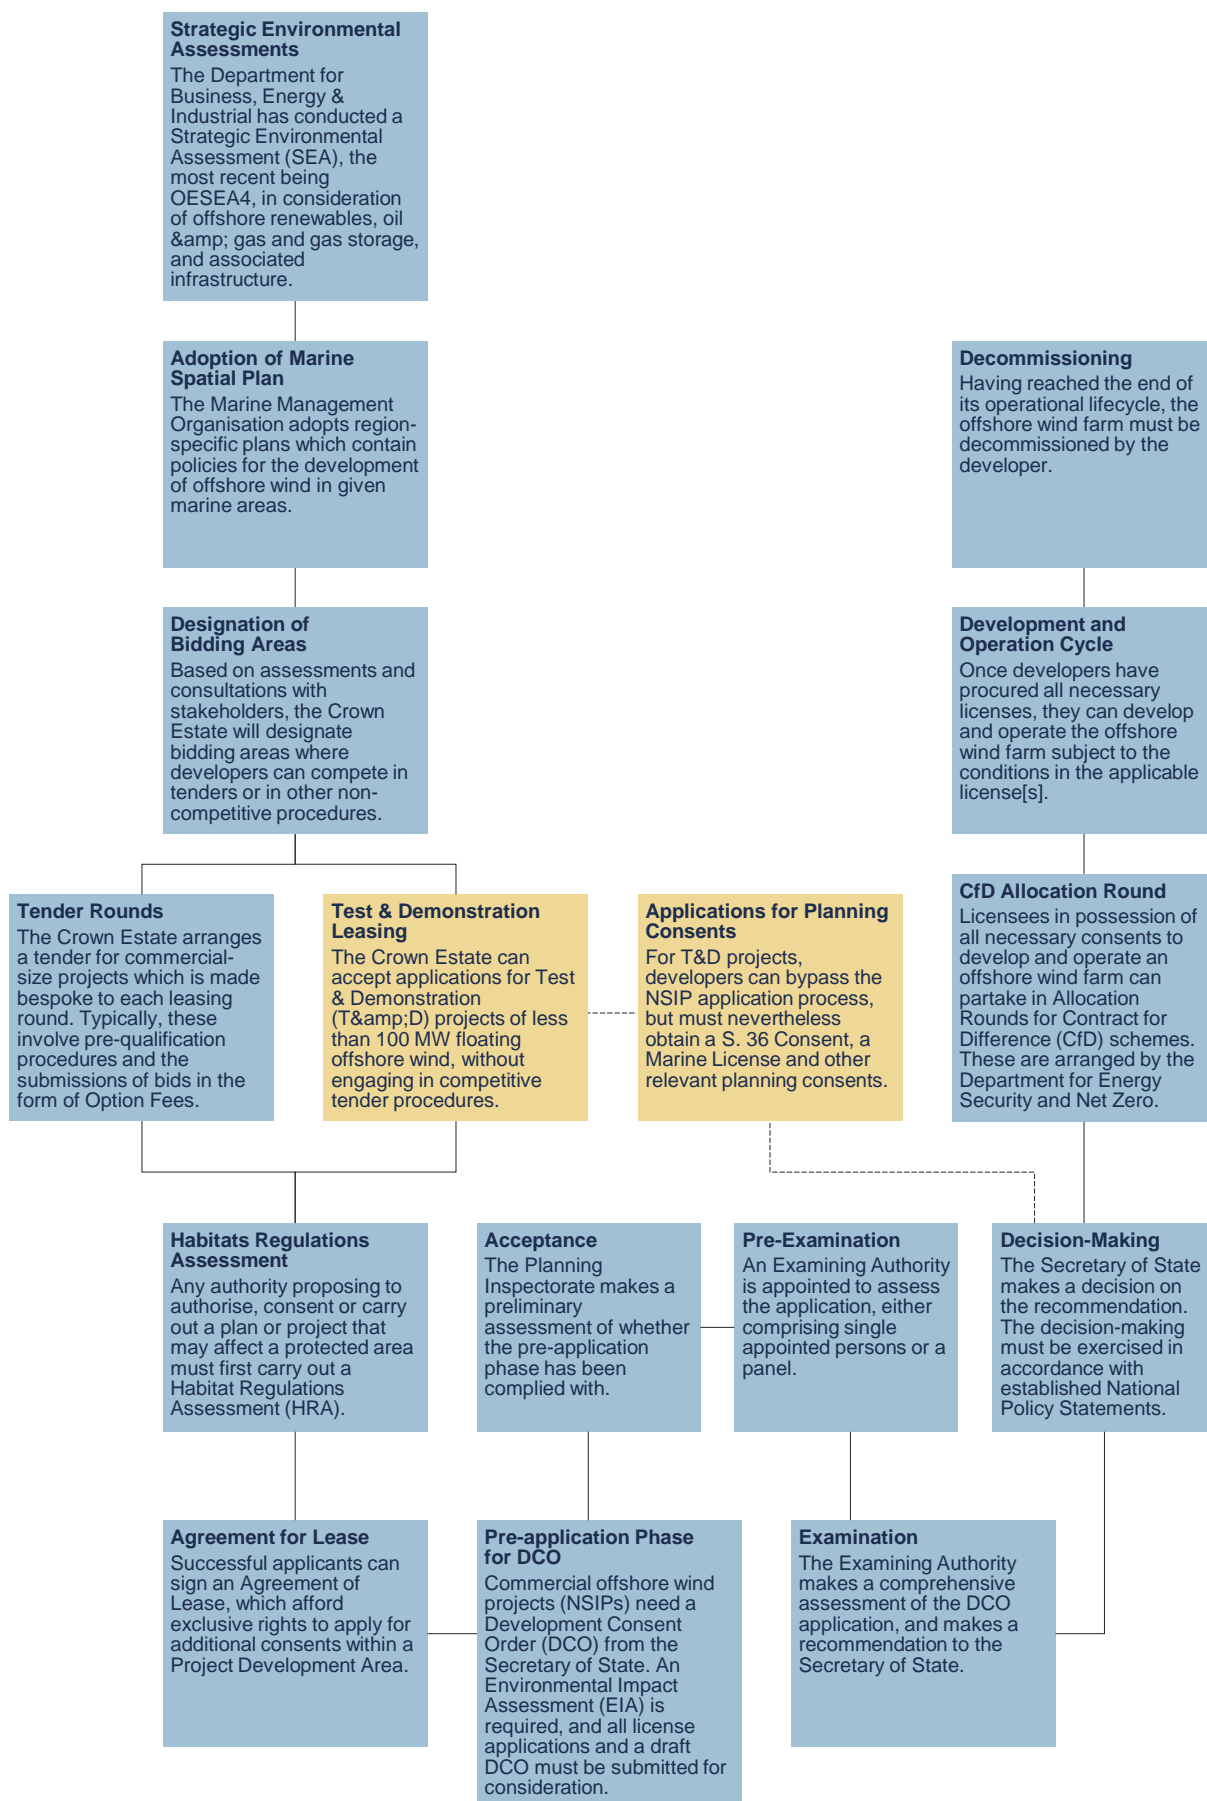 Strategic Environmental
Assessments
The Department for
Business, Energy &
Industrial has conducted a
Strategic Environmental
Assessment (SEA), the
most recent being
OESEA4, in consideration
of offshore renewables, oil
&amp; gas and gas storage,
and associated
infrastructure.
Adoption of Marine
Spatial Plan
The Marine Management
Organisation adopts region-
specific plans which contain
policies for the development
of offshore wind in given
marine areas.
Decommissioning
Having reached the end of
its operational lifecycle, the
offshore wind farm must be
decommissioned by the
developer.
Designation of
Bidding Areas
Based on assessments and
consultations with
stakeholders, the Crown
Estate will designate
bidding areas where
developers can compete in
tenders or in other non-
competitive procedures.
Development and
Operation Cycle
Once developers have
procured all necessary
licenses, they can develop
and operate the offshore
wind farm subject to the
conditions in the applicable
license[s].
Tender Rounds
The Crown Estate arranges
a tender for commercial-
size projects which is made
bespoke to each leasing
round. Typically, these
involve pre-qualification
procedures and the
submissions of bids in the
form of Option Fees.
Test & Demonstration
Leasing
The Crown Estate can
accept applications for Test
& Demonstration
(T&amp;D) projects of less
than 100 MW floating
offshore wind, without
engaging in competitive
tender procedures.
Applications for Planning
Consents
For T&D projects,
developers can bypass the
NSIP application process,
but must nevertheless
obtain a S. 36 Consent, a
Marine License and other
relevant planning consents.
CfD Allocation Round
Licensees in possession of
all necessary consents to
develop and operate an
offshore wind farm can
partake in Allocation
Rounds for Contract for
Difference (CfD) schemes.
These are arranged by the
Department for Energy
Security and Net Zero.
Habitats Regulations
Assessment
Any authority proposing to
authorise, consent or carry
out a plan or project that
may affect a protected area
must first carry out a
Habitat Regulations
Assessment (HRA).
Acceptance
The Planning
Inspectorate makes a
preliminary
assessment of whether
the pre-application
phase has been
complied with.
Pre-Examination
An Examining Authority
is appointed to assess
the application, either
comprising single
appointed persons or a
panel.
Decision-Making
The Secretary of State
makes a decision on
the recommendation.
The decision-making
must be exercised in
accordance with
established National
Policy Statements.
Agreement for Lease
Successful applicants can
sign an Agreement of
Lease, which afford
exclusive rights to apply for
additional consents within a
Project Development Area.
Pre-application Phase
for DCO
Commercial offshore wind
projects (NSIPs) need a
Development Consent
Order (DCO) from the
Secretary of State. An
Environmental Impact
Assessment (EIA) is
required, and all license
applications and a draft
DCO must be submitted for
consideration.
Examination
The Examining Authority
makes a comprehensive
assessment of the DCO
application, and makes a
recommendation to the
Secretary of State.